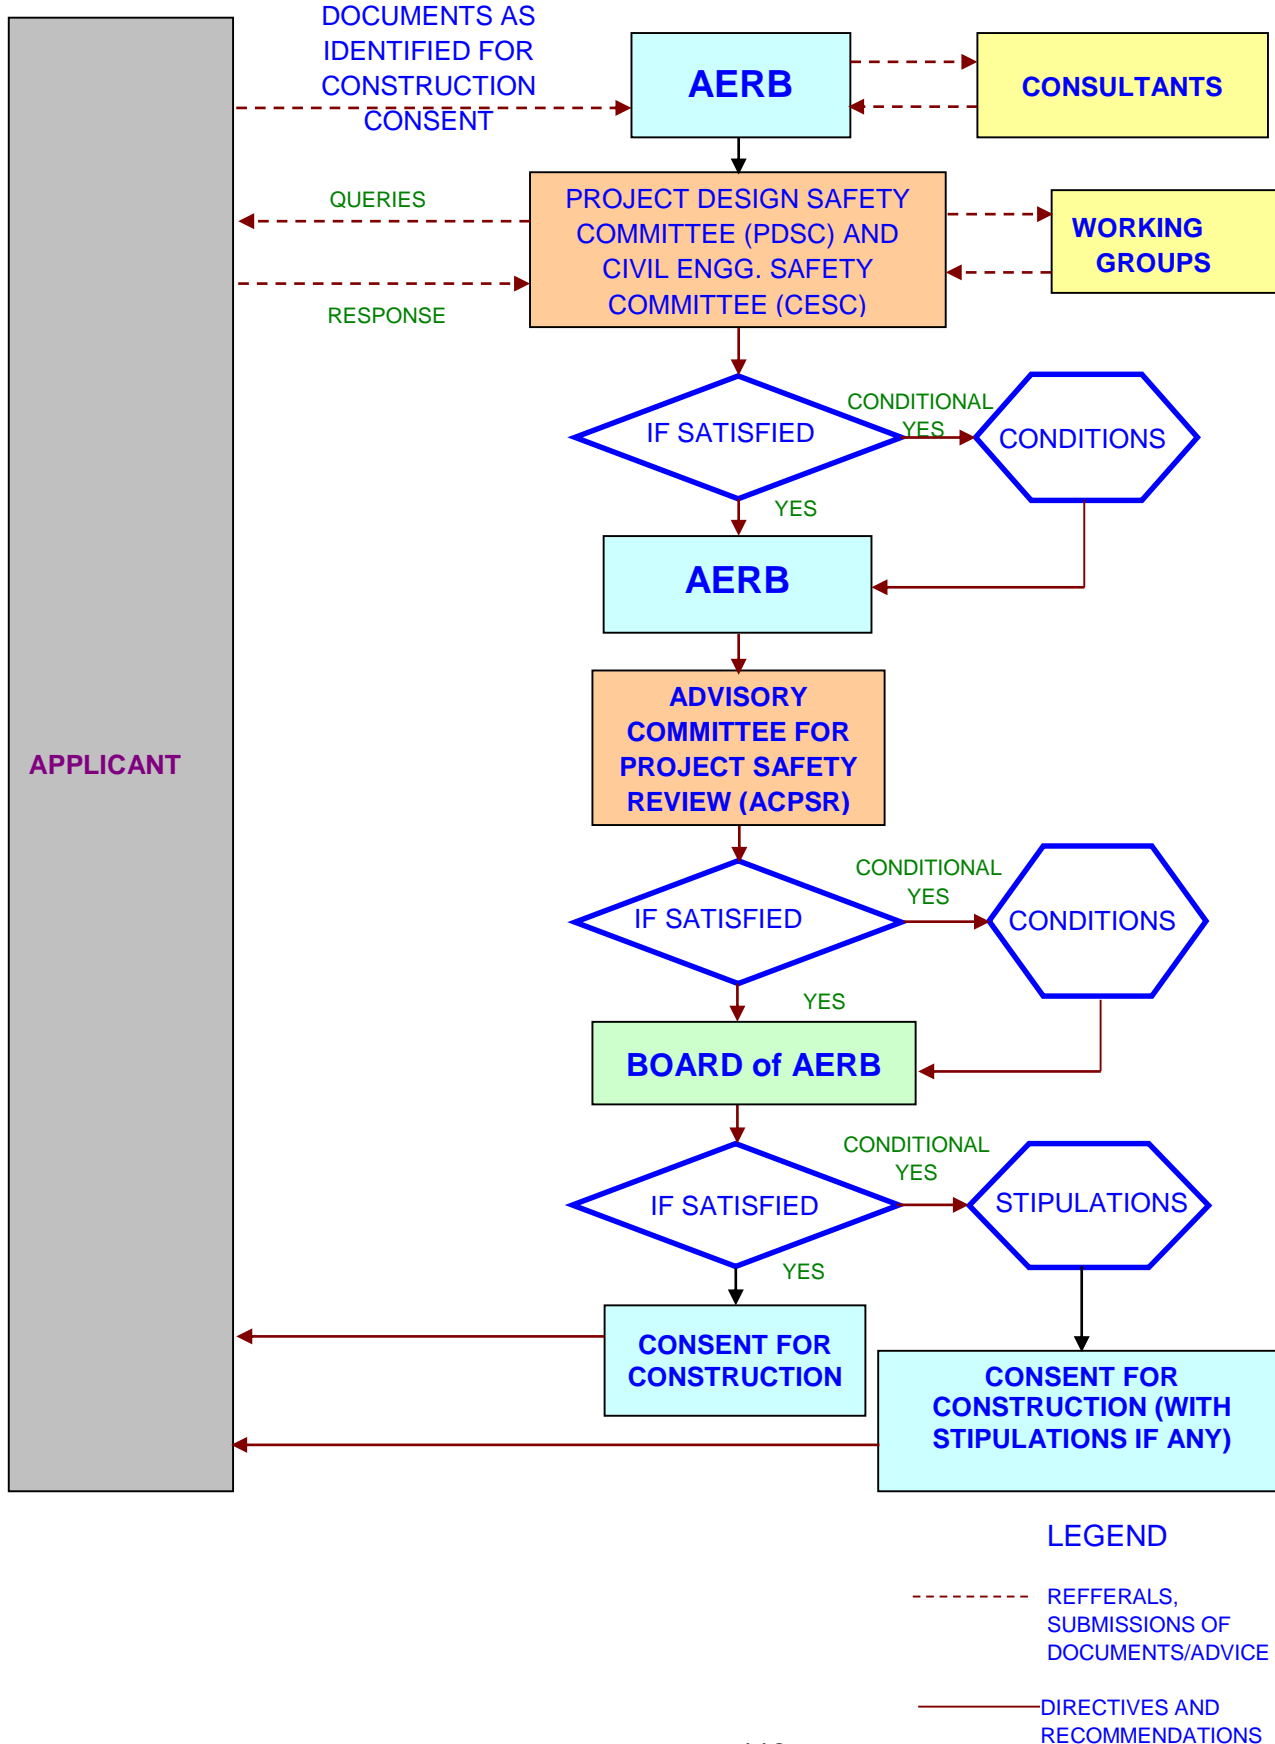 DOCUMENTS AS
IDENTIFIED FOR
CONSTRUCTION
CONSENT
AERB
CONSULTANTS
QUERIES
PROJECT DESIGN SAFETY
COMMITTEE (PDSC) AND
CIVIL ENGG. SAFETY
COMMITTEE (CESC)
WORKING
GROUPS
RESPONSE
IF SATISFIED
CONDITIONAL
YES
CONDITIONS
YES
AERB
ADVISORY
COMMITTEE FOR
PROJECT SAFETY
REVIEW (ACPSR)
APPLICANT
IF SATISFIED
CONDITIONAL
YES
CONDITIONS
YES
BOARD of AERB
IF SATISFIED
CONDITIONAL
YES
STIPULATIONS
YES
CONSENT FOR
CONSTRUCTION
CONSENT FOR
CONSTRUCTION (WITH
STIPULATIONS IF ANY)
LEGEND
REFFERALS,
SUBMISSIONS OF
DOCUMENTS/ADVICE
DIRECTIVES AND
RECOMMENDATIONS